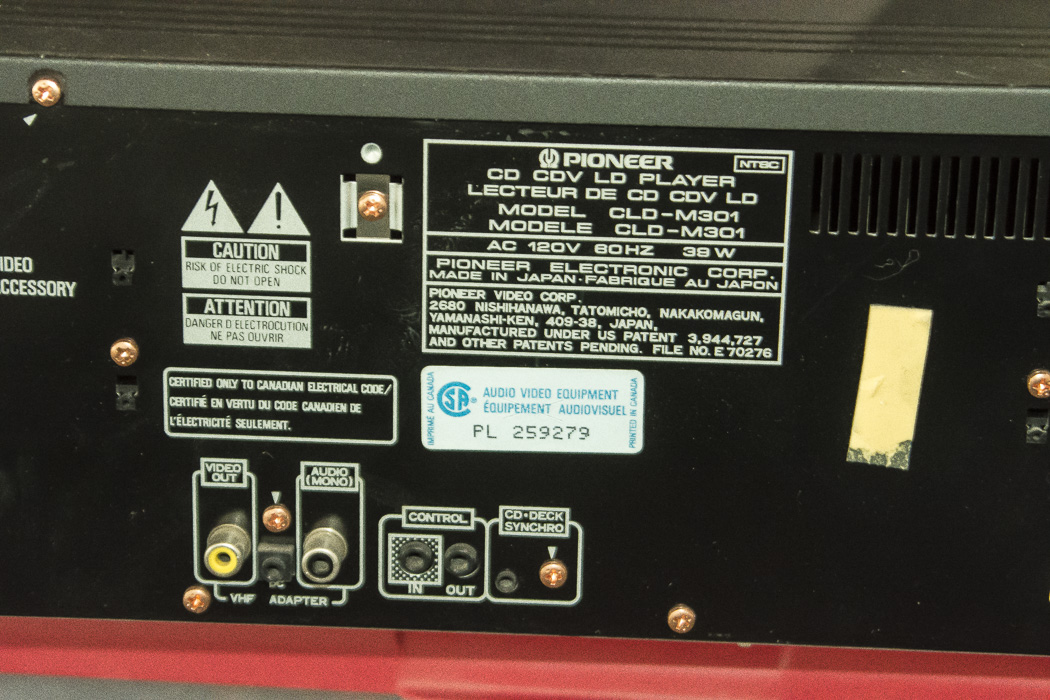 PIONEER NTSC
CD CDV LD PLAYER
LECTEUR DE CD CDV LD
MODEL CLD-M301
MODELE CLD-M301
AC 120V 60HZ 38W
PIONEER ELECTRONIC CORP.
MADE IN JAPAN·FABRIQUE AU JAPON
PIONEER VIDEO CORP.
2680 NISHIHANAWA, TATOMICHO, NAKAKOMAGUN,
YAMANASHI-KEN, 409-38, JAPAN,
MANUFACTURED UNDER US PATENT 3,944,727
AND OTHER PATENTS PENDING. FILE NO. E 70276
CAUTION
RISK OF ELECTRIC SHOCK
DO NOT OPEN
ATTENTION
DANGER D ELECTROCUTION
NE PAS OUVRIR
IDEO
CCESSORY
CERTIFIED ONLY TO CANADIAN ELECTRICAL CODE/
CERTIFIÉ EN VERTU DU CODE CANADIEN DE
L'ÉLECTRICITÉ SEULEMENT.
IMPRIMÉ AU CANADA
SA
AUDIO VIDEO EQUIPMENT
ÉQUIPEMENT AUDIOVISUEL
PL 259279
PRINTED IN CANADA
VIDEO
OUT
AUDIO
(MONO)
VHF ADAPTER
CONTROL
IN OUT
CD·DECK
SYNCHRO